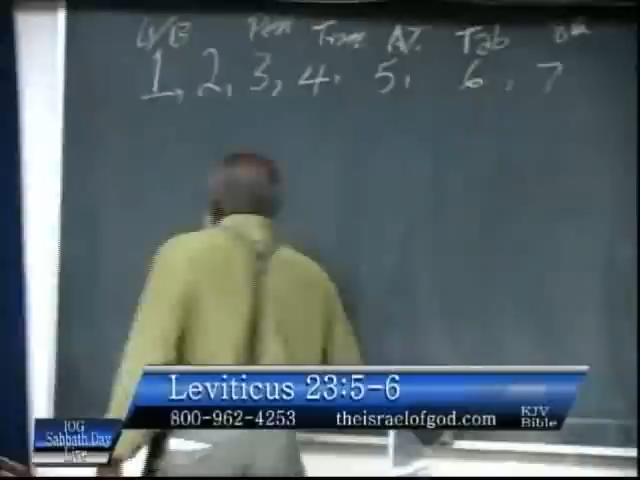 U/B Pen Trum AT. Tab
1, 2, 3, 4, 5, 6, 7
Leviticus 23:5-6
800-962-4253 theisraelofgod.com KJV
Bible
IOG
Sabbath Day
Live